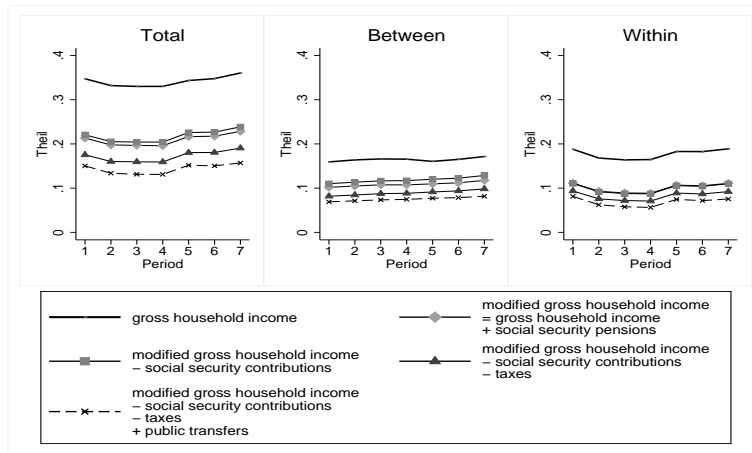 Total
Between
Within
Theil
0 .1 .2 .3 .4
1 2 3 4 5 6 7
Period
Theil
0 .1 .2 .3 .4
1 2 3 4 5 6 7
Period
Theil
0 .1 .2 .3 .4
1 2 3 4 5 6 7
Period
gross household income
modified gross household income
= gross household income
+ social security pensions
modified gross household income
− social security contributions
modified gross household income
− social security contributions
− taxes
modified gross household income
− social security contributions
− taxes
+ public transfers